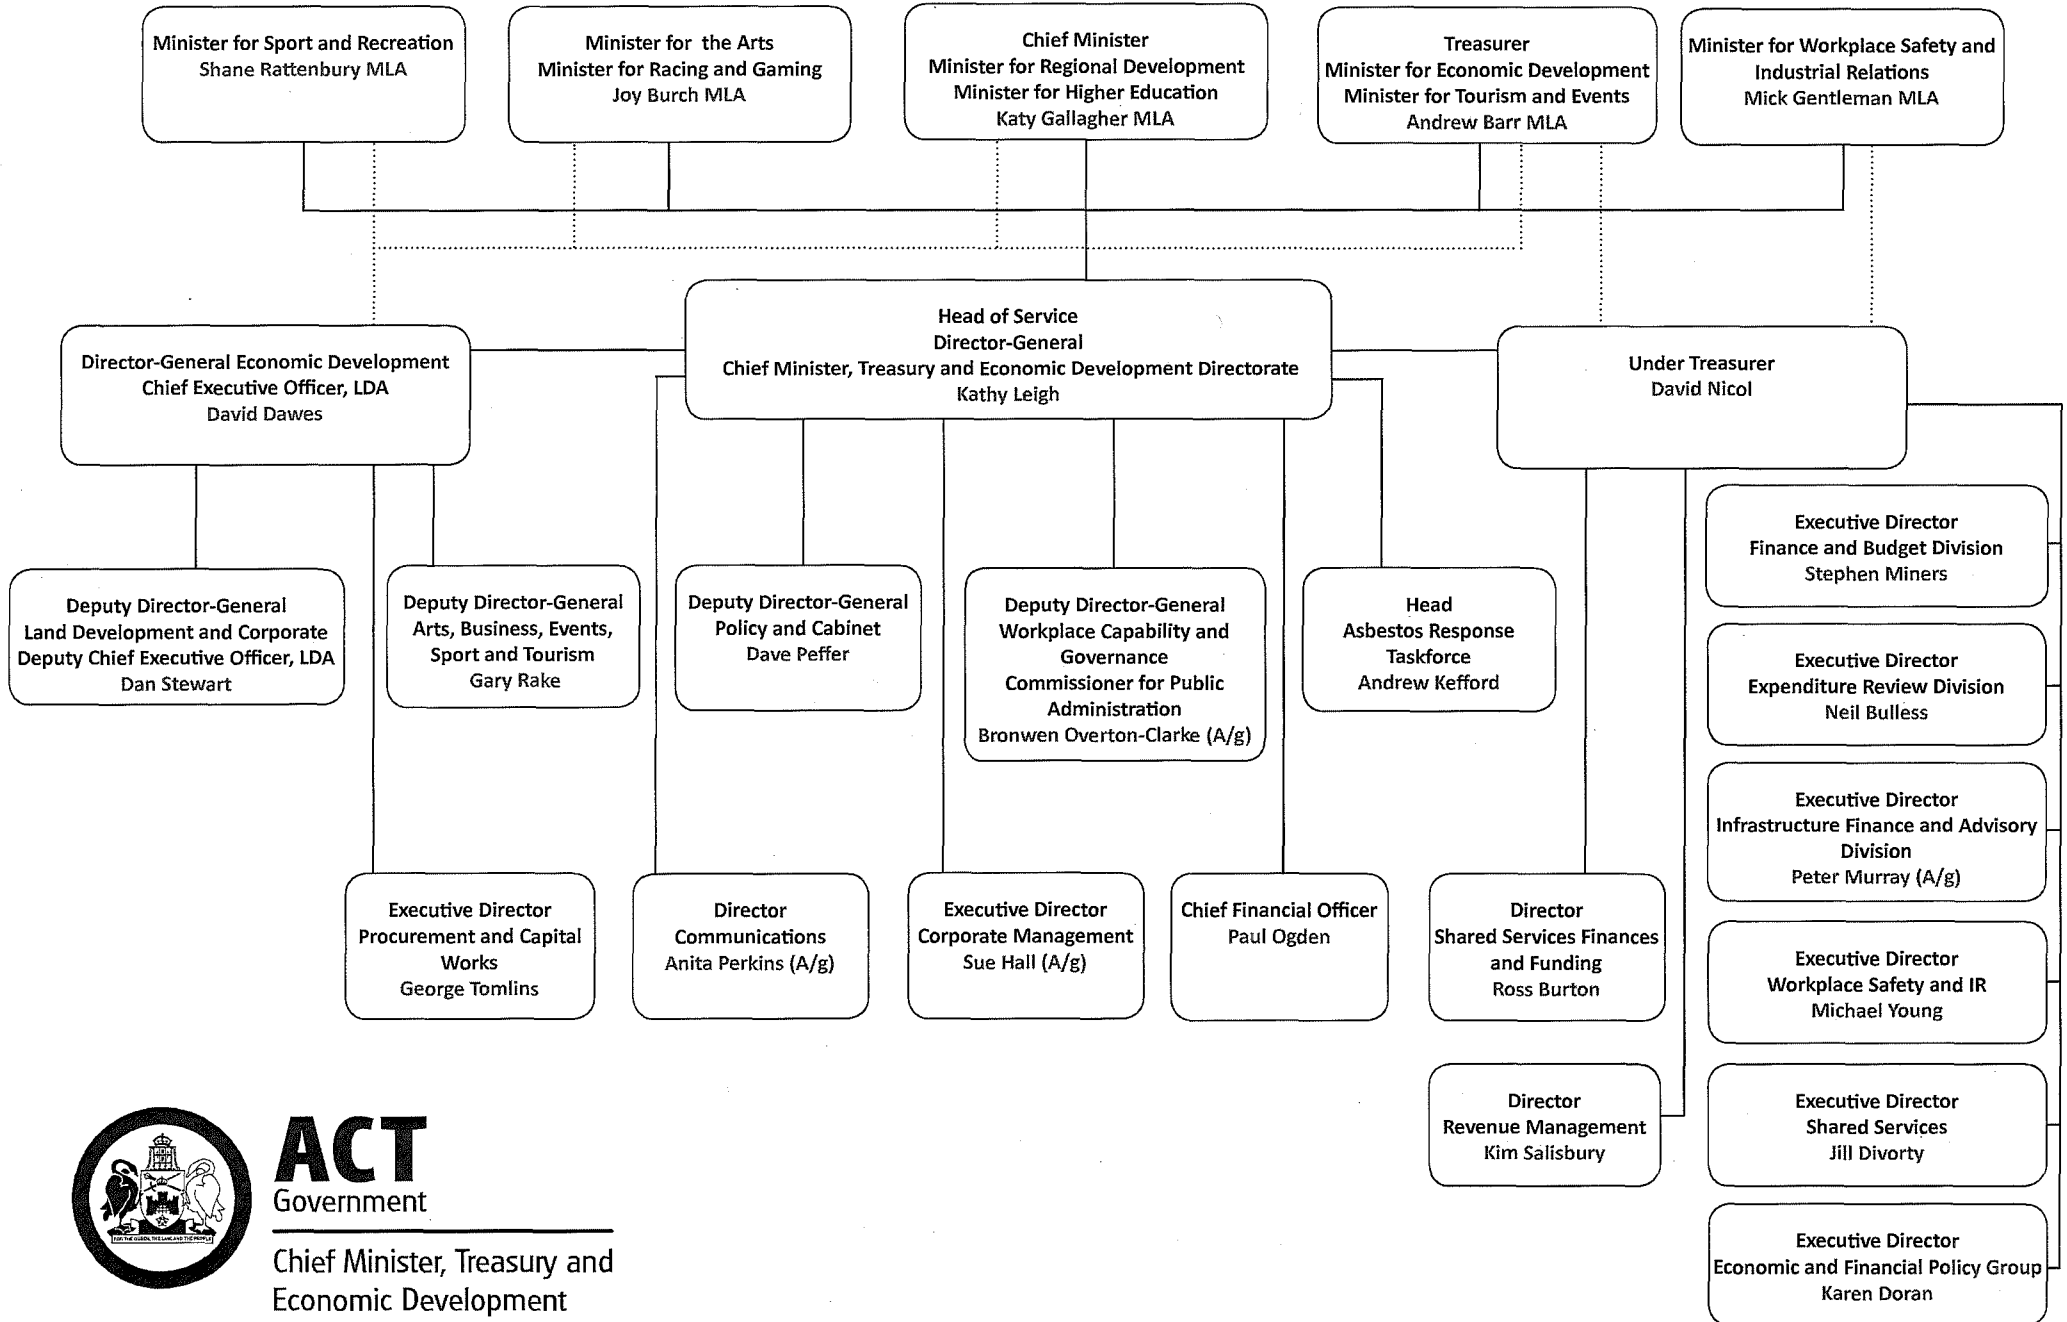 Minister for Sport and Recreation
Shane Rattenbury MLA
Minister for the Arts
Minister for Racing and Gaming
Joy Burch MLA
Chief Minister
Minister for Regional Development
Minister for Higher Education
Katy Gallagher MLA
Treasurer
Minister for Economic Development
Minister for Tourism and Events
Andrew Barr MLA
Minister for Workplace Safety and
Industrial Relations
Mick Gentleman MLA
Head of Service
Director-General
Chief Minister, Treasury and Economic Development Directorate
Kathy Leigh
Director-General Economic Development
Chief Executive Officer, LDA
David Dawes
Under Treasurer
David Nicol
Deputy Director-General
Land Development and Corporate
Deputy Chief Executive Officer, LDA
Dan Stewart
Deputy Director-General
Arts, Business, Events,
Sport and Tourism
Gary Rake
Deputy Director-General
Policy and Cabinet
Dave Peffer
Deputy Director-General
Workplace Capability and
Governance
Commissioner for Public
Administration
Bronwen Overton-Clarke (A/g)
Head
Asbestos Response
Taskforce
Andrew Kefford
Executive Director
Finance and Budget Division
Stephen Miners
Executive Director
Expenditure Review Division
Neil Bulless
Executive Director
Infrastructure Finance and Advisory
Division
Peter Murray (A/g)
Executive Director
Workplace Safety and IR
Michael Young
Executive Director
Shared Services
Jill Divorty
Executive Director
Economic and Financial Policy Group
Karen Doran
Executive Director
Procurement and Capital
Works
George Tomlins
Director
Communications
Anita Perkins (A/g)
Executive Director
Corporate Management
Sue Hall (A/g)
Chief Financial Officer
Paul Ogden
Director
Shared Services Finances
and Funding
Ross Burton
Director
Revenue Management
Kim Salisbury
FOR THE QUEEN, THE LAW AND THE PEOPLE
ACT
Government
Chief Minister, Treasury and
Economic Development